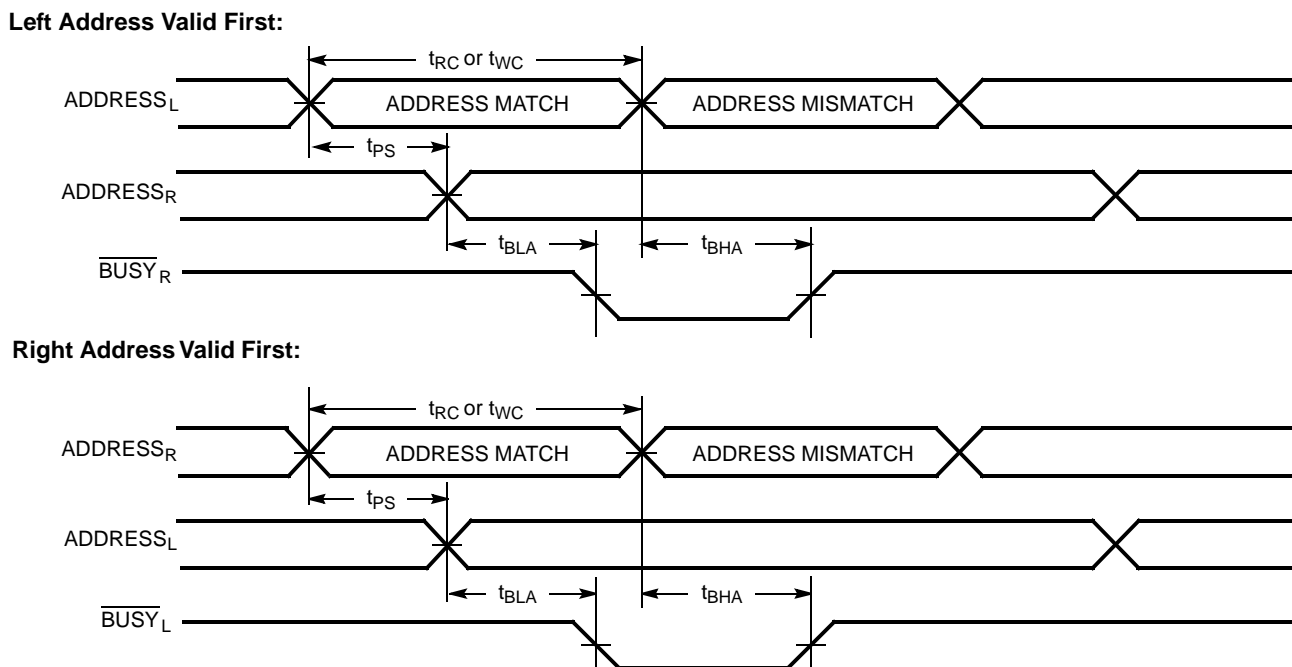 Left Address Valid First:
tRC or tWC
ADDRESSL
ADDRESS MATCH
ADDRESS MISMATCH
tPS
ADDRESSR
tBLA
tBHA
BUSYR
Right Address Valid First:
tRC or tWC
ADDRESSR
ADDRESS MATCH
ADDRESS MISMATCH
tPS
ADDRESSL
tBLA
tBHA
BUSYL